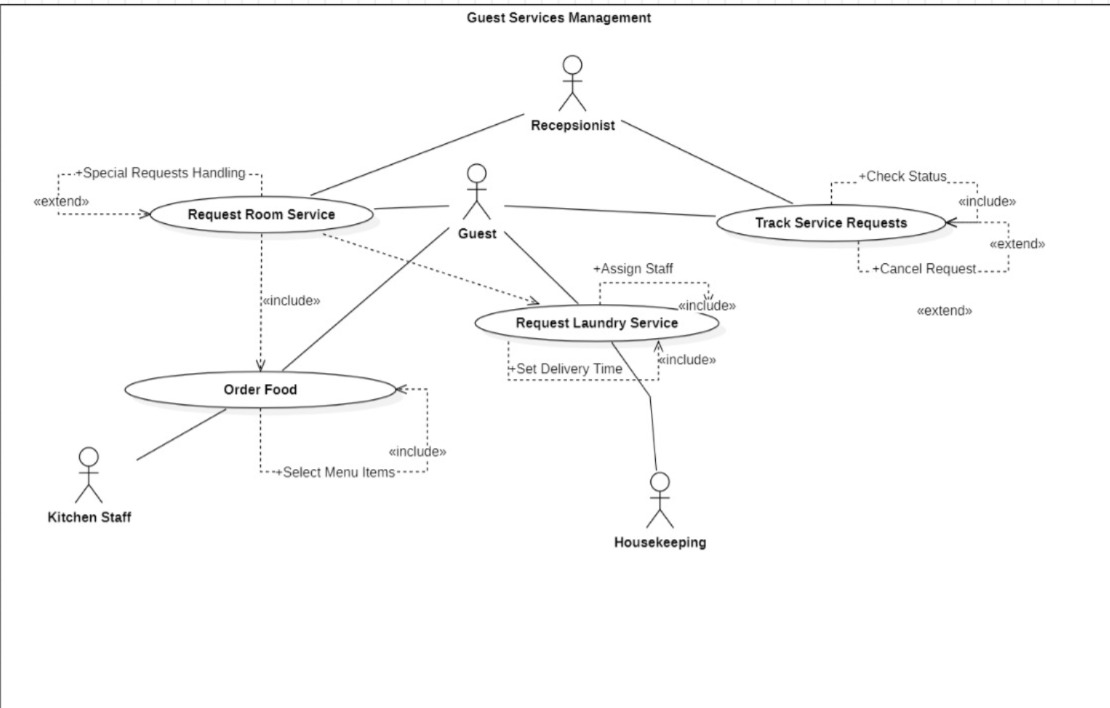 Guest Services Management
Recepsionist
+Special Requests Handling
«extend»
Request Room Service
Guest
+Check Status
«include»
Track Service Requests
«extend»
+Cancel Request
«extend»
«include»
+Assign Staff
«include»
Request Laundry Service
+Set Delivery Time
«include»
Order Food
«include»
+Select Menu Items
Kitchen Staff
Housekeeping